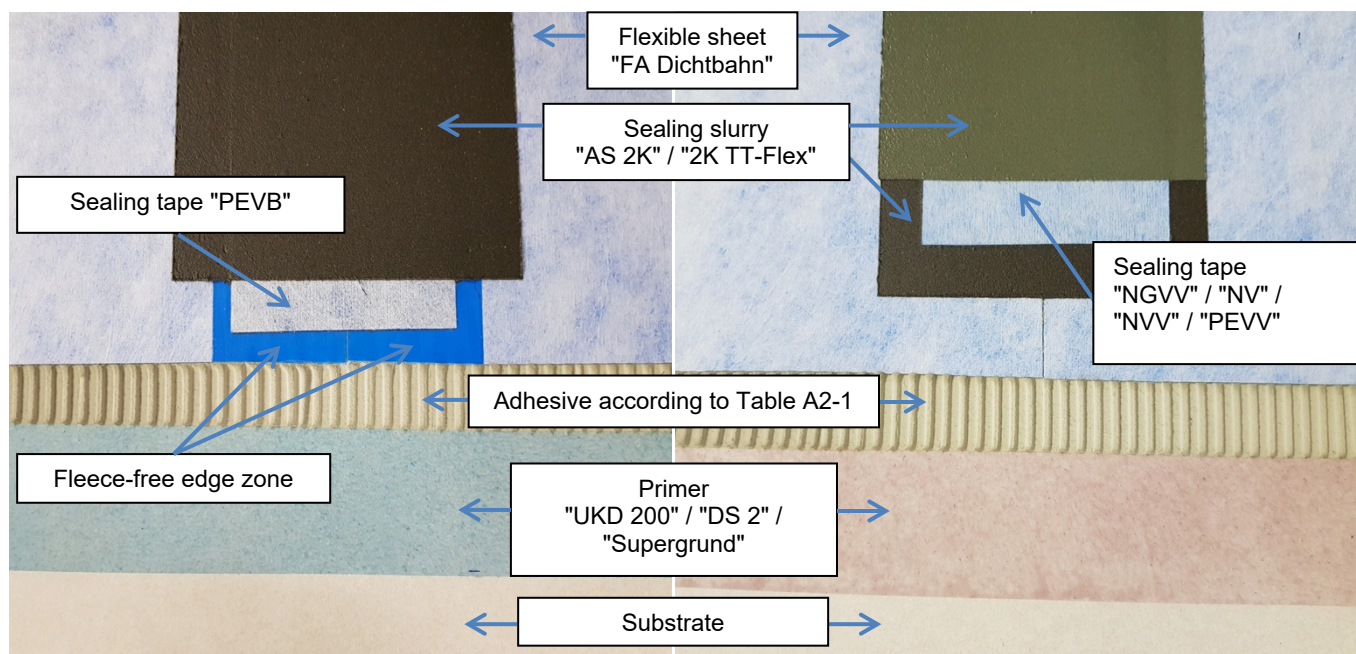 Flexible sheet
"FA Dichtbahn"
Sealing slurry
"AS 2K" / "2K TT-Flex"
Sealing tape "PEVB"
Sealing tape
"NGVV" / "NV" /
"NVV" / "PEVV"
Adhesive according to Table A2-1
Fleece-free edge zone
Primer
"UKD 200" / "DS 2" /
"Supergrund"
Substrate